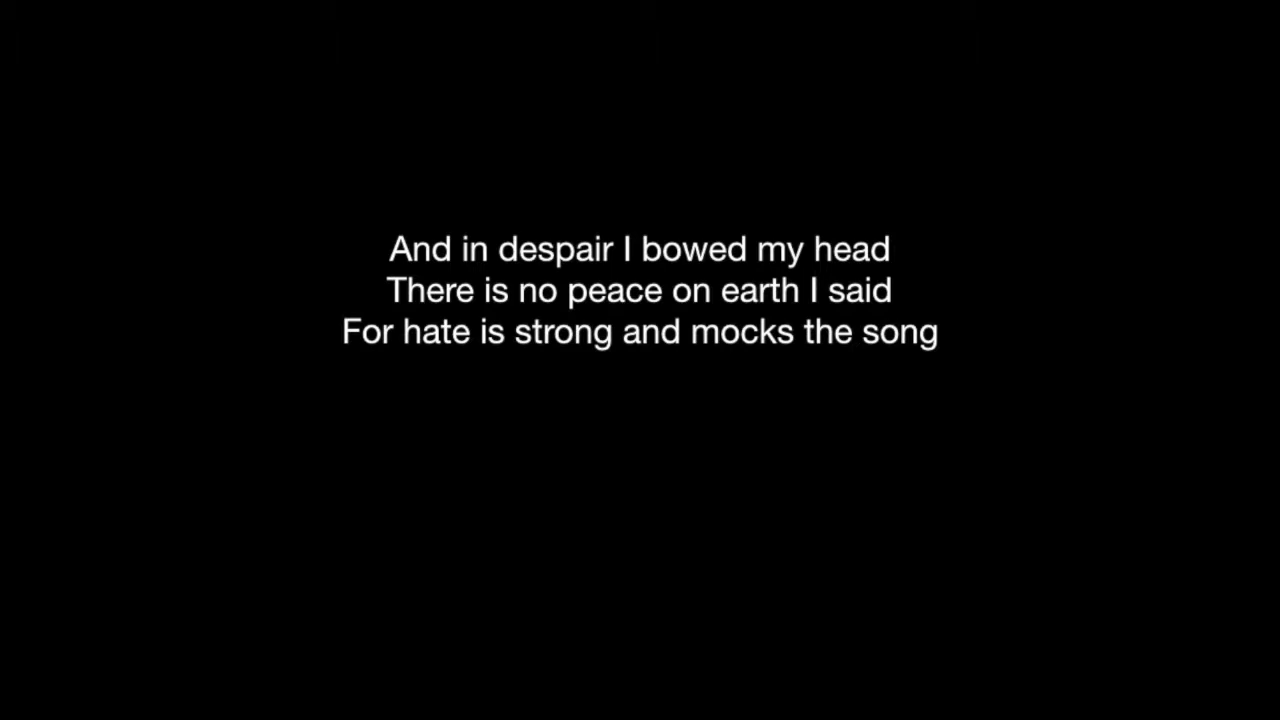 And in despair I bowed my head
There is no peace on earth I said
For hate is strong and mocks the song